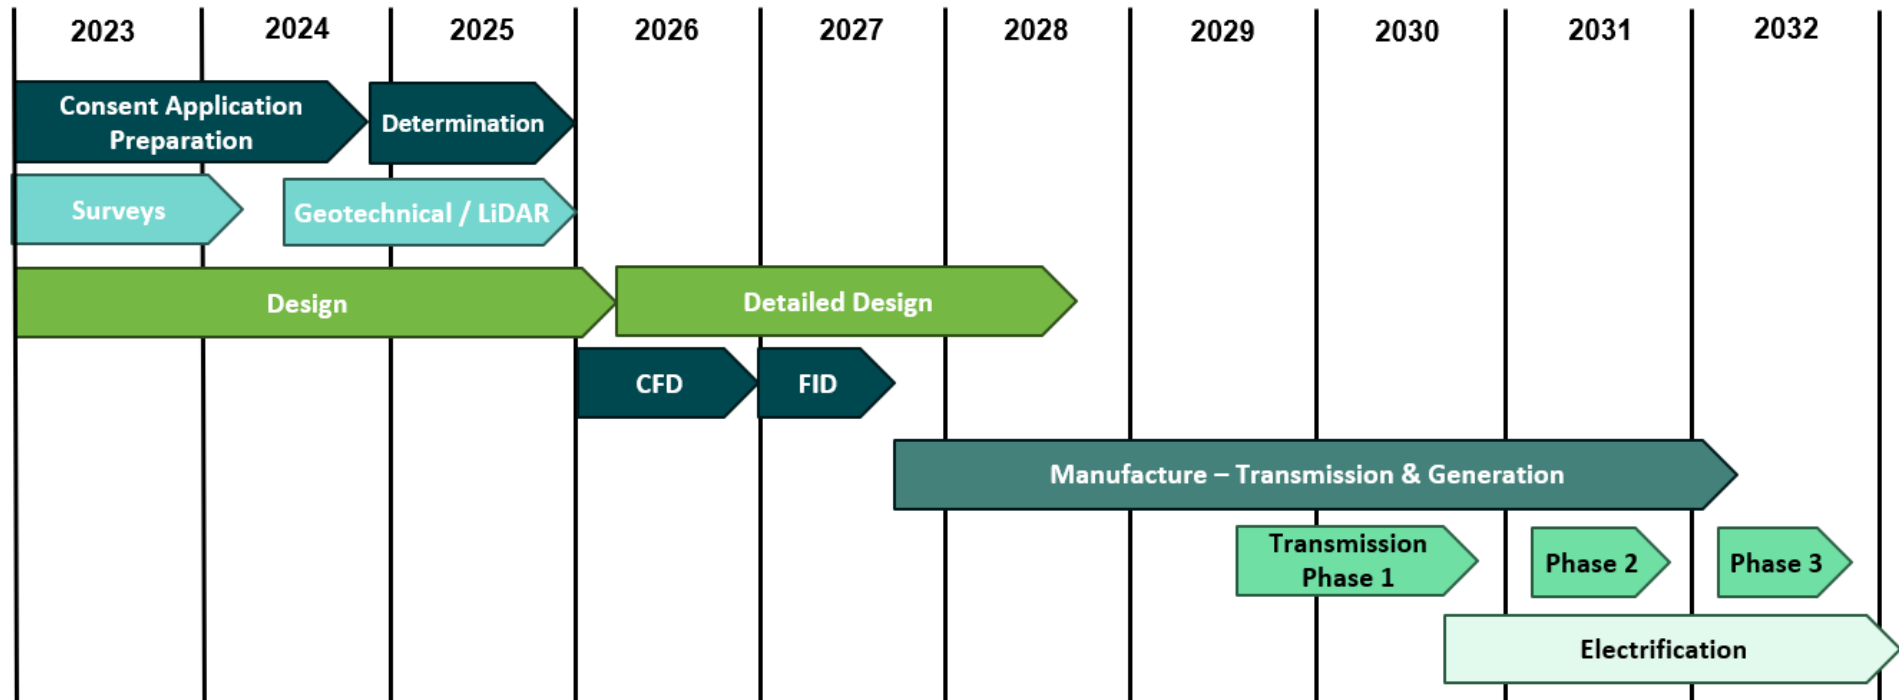 2023 2024 2025 2026 2027 2028 2029 2030 2031 2032
Consent Application
Preparation
Determination
Surveys
Geotechnical / LiDAR
Design
Detailed Design
CFD
FID
Manufacture – Transmission & Generation
Transmission
Phase 1
Phase 2
Phase 3
Electrification